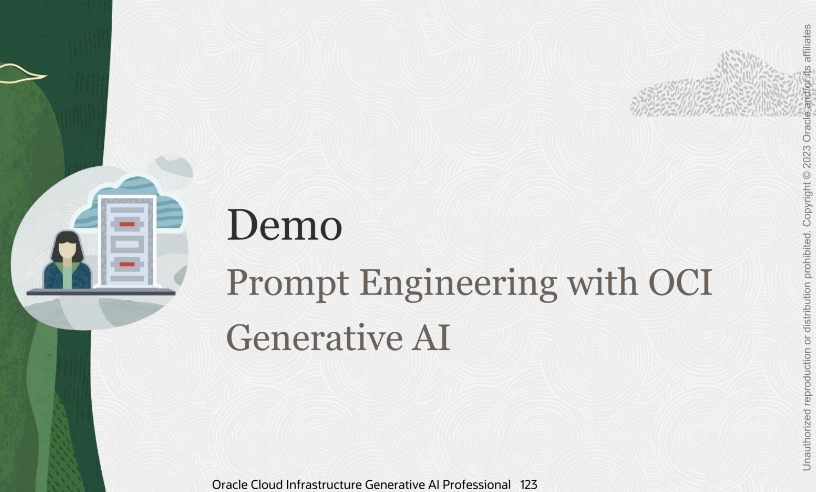 Demo
Prompt Engineering with OCI
Generative AI
Oracle Cloud Infrastructure Generative AI Professional 123
Unauthorized reproduction or distribution prohibited. Copyright © 2023 Oracle and/or its affiliates